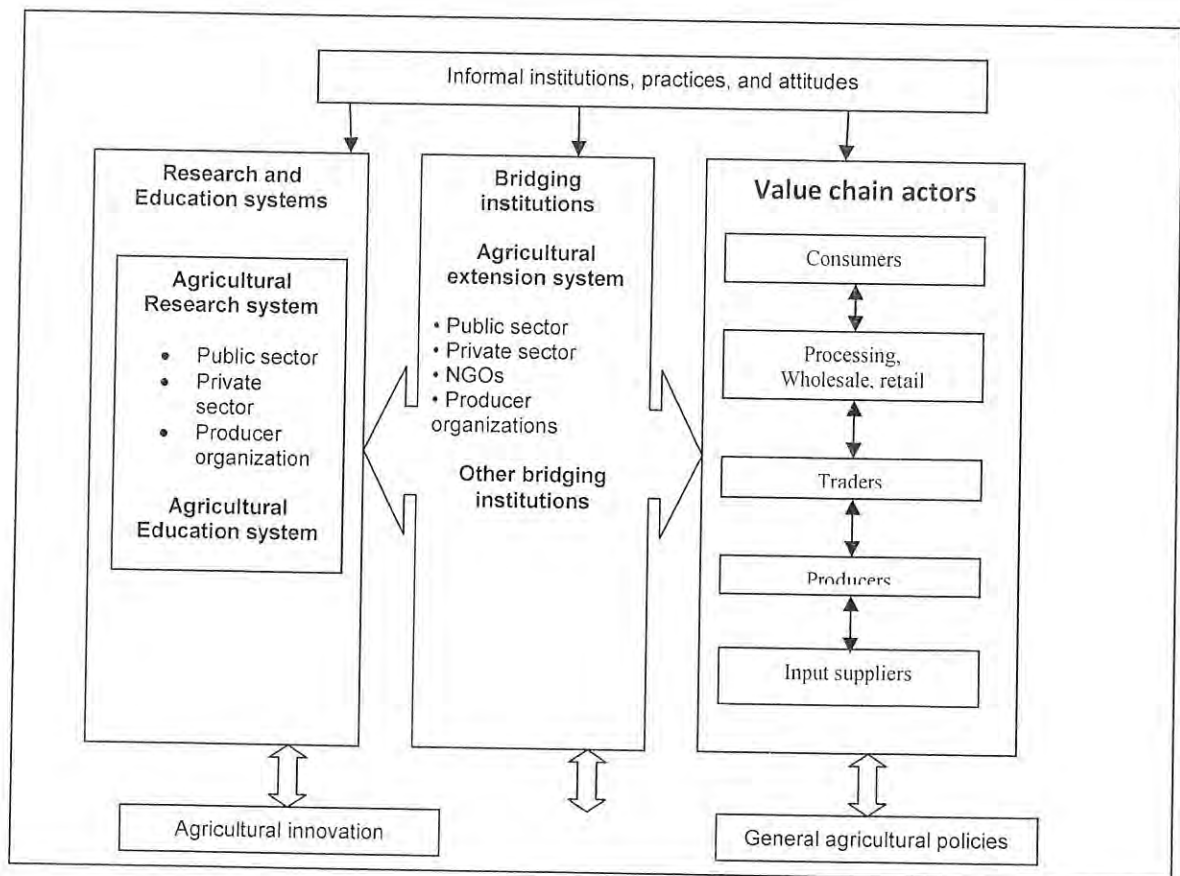 Informal institutions, practices, and attitudes
Research and
Education systems
Agricultural
Research system
• Public sector
• Private
sector
• Producer
organization
Agricultural
Education system
Bridging
institutions
Agricultural
extension system
• Public sector
• Private sector
• NGOs
• Producer
organizations
Other bridging
institutions
Value chain actors
Consumers
Processing,
Wholesale, retail
Traders
Producers
Input suppliers
Agricultural innovation
General agricultural policies